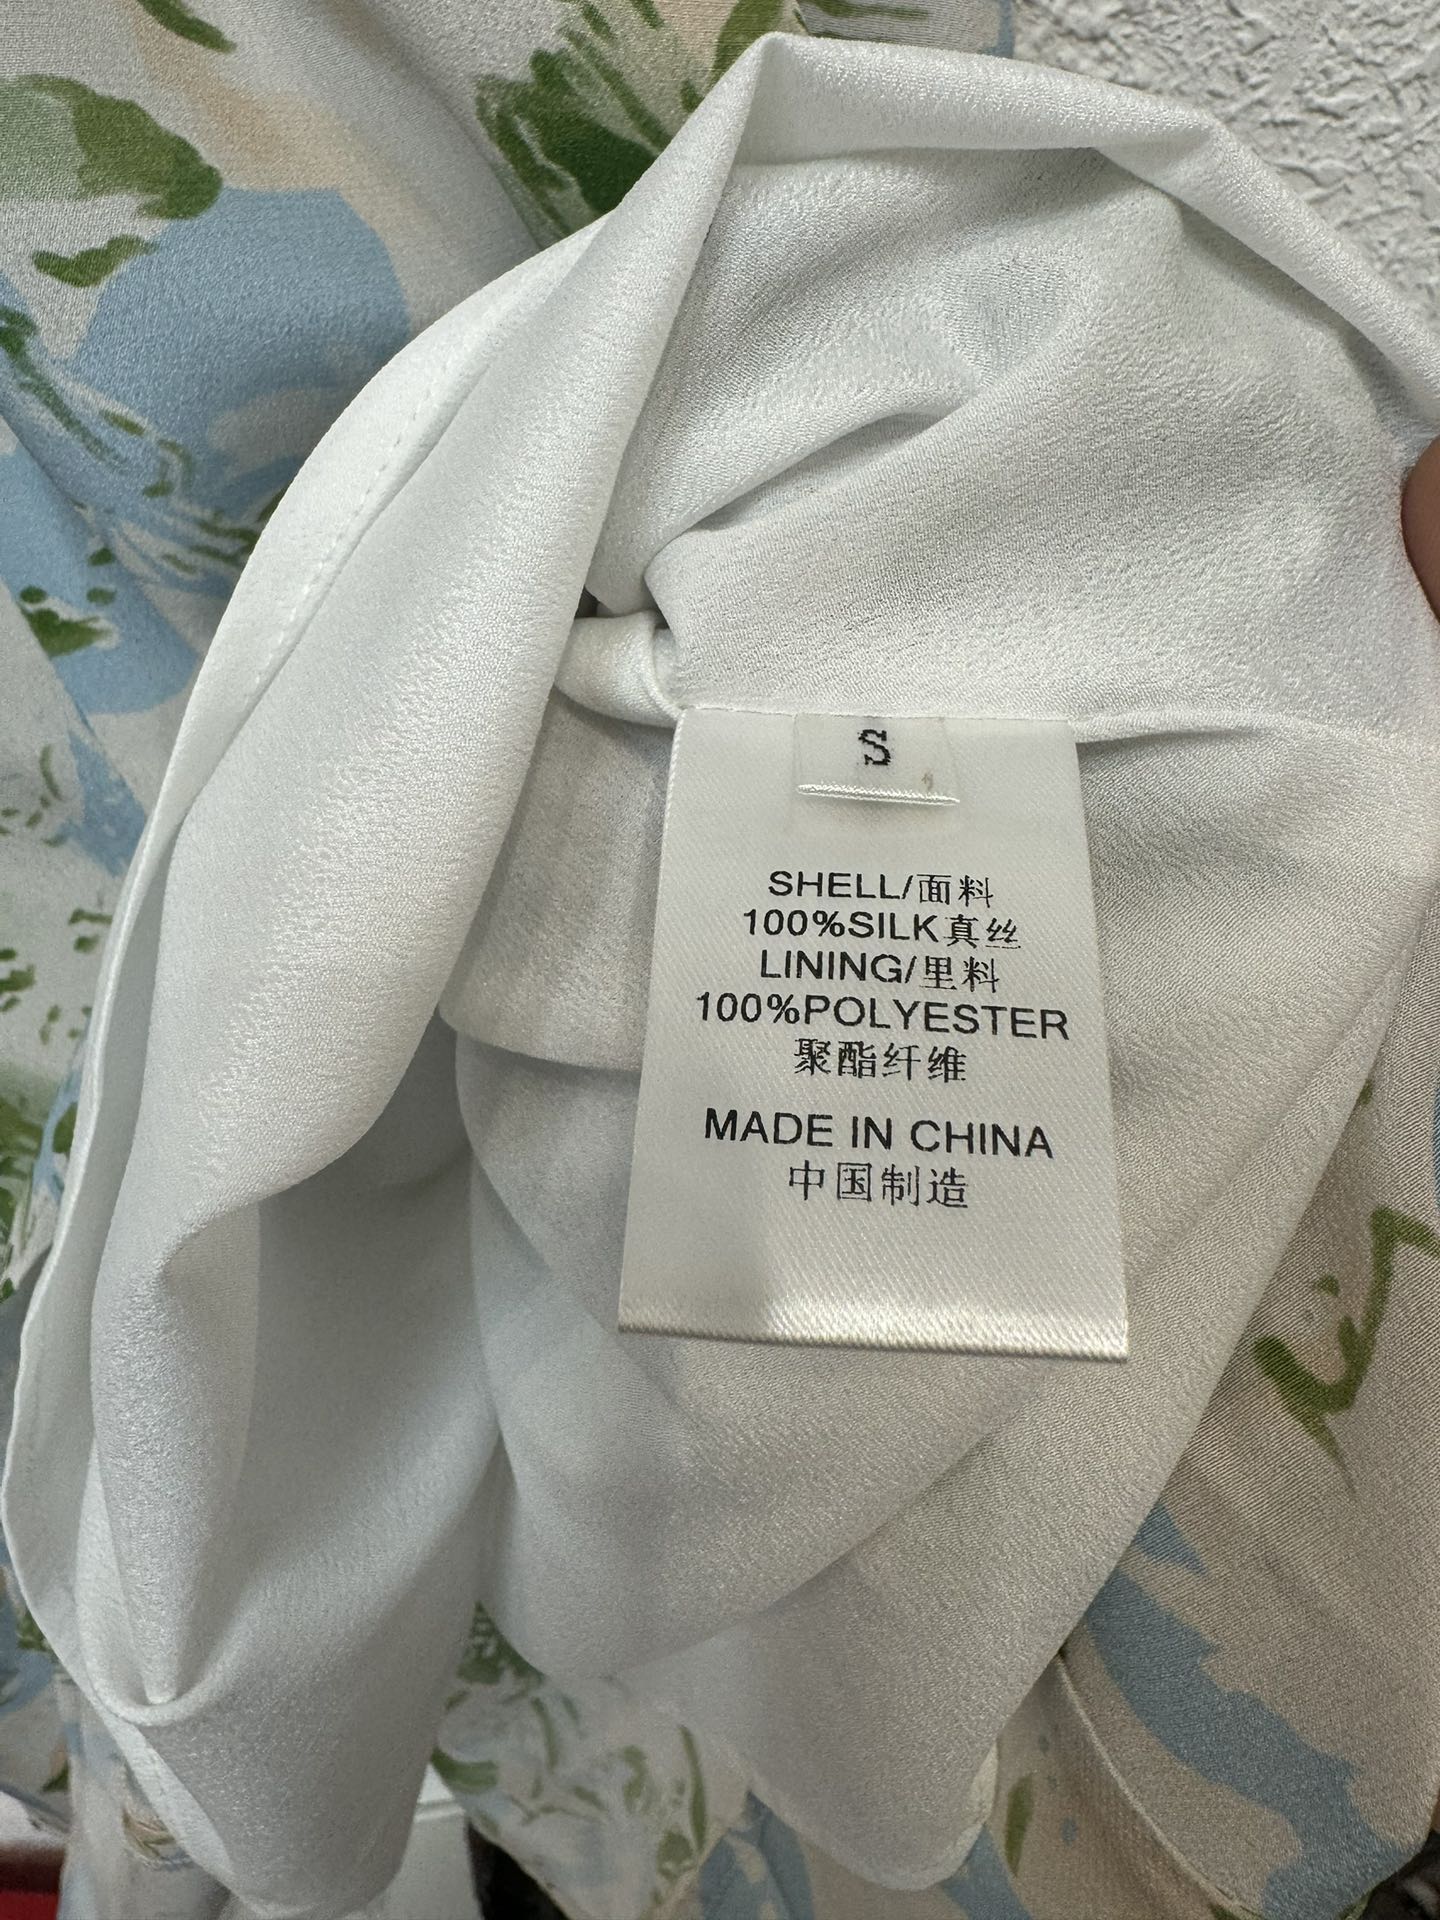 S
SHELL/面料
100%SILK真丝
LINING/里料
100%POLYESTER
聚酯纤维
MADE IN CHINA
中国制造